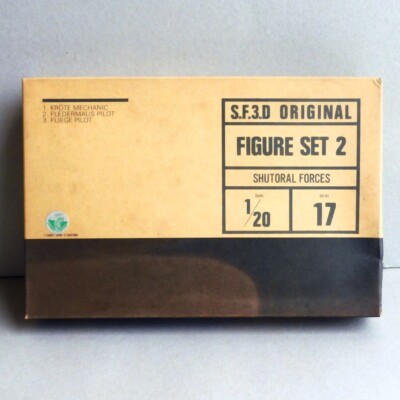 1. KRÖTE MECHANIC
2. FLEDERMAUS PILOT
3. FLIEGE PILOT
S.F.3.D ORIGINAL
FIGURE SET 2
SHUTORAL FORCES
1/20
17